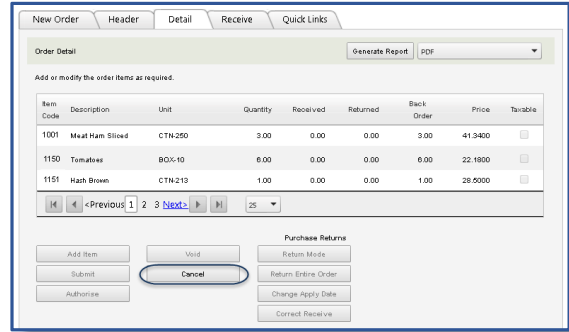 New Order Header Detail Receive Quick Links
Order Detail Generate Report PDF
Add or modify the order items as required.
Item Code Description Unit Quantity Received Returned Back Order Price Taxable
1001 Meat Ham Sliced CTN-250 3.00 0.00 0.00 3.00 41.3400
1150 Tomatoes BOX-10 6.00 0.00 0.00 6.00 22.1800
1151 Hash Brown CTN-213 1.00 0.00 0.00 1.00 28.5000
<Previous 1 2 3 Next> 25
Purchase Returns
Add Item Void Return Mode
Submit Cancel Return Entire Order
Authorise Change Apply Date
Correct Receive